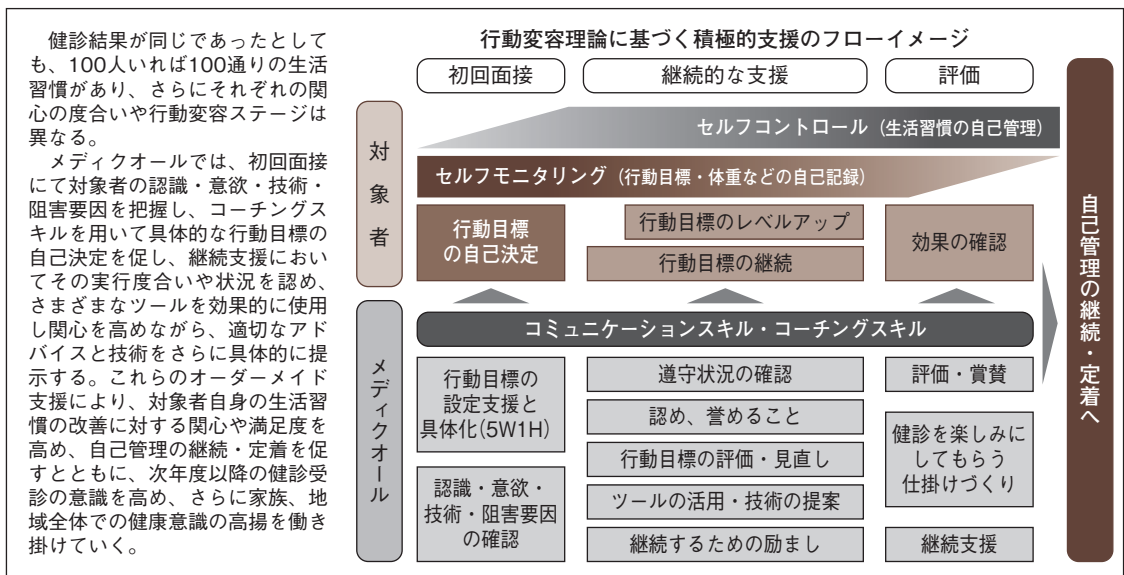 健診結果が同じであったとして
も、100人いれば100通りの生活
習慣があり、さらにそれぞれの関
心の度合いや行動変容ステージは
異なる。
メディクオールでは、初回面接
にて対象者の認識・意欲・技術・
阻害要因を把握し、コーチングス
キルを用いて具体的な行動目標の
自己決定を促し、継続支援におい
てその実行度合いや状況を認め、
さまざまなツールを効果的に使用
し関心を高めながら、適切なアド
バイスと技術をさらに具体的に提
示する。これらのオーダーメイド
支援により、対象者自身の生活習
慣の改善に対する関心や満足度を
高め、自己管理の継続・定着を促
すとともに、次年度以降の健診受
診の意識を高め、さらに家族、地
域全体での健康意識の高揚を働き
掛けていく。
行動変容理論に基づく積極的支援のフローイメージ
初回面接
継続的な支援
評価
対象者
セルフコントロール（生活習慣の自己管理）
セルフモニタリング（行動目標・体重などの自己記録）
行動目標
の自己決定
行動目標のレベルアップ
行動目標の継続
効果の確認
メディクオール
コミュニケーションスキル・コーチングスキル
行動目標の
設定支援と
具体化(5W1H)
認識・意欲・
技術・阻害要因
の確認
遵守状況の確認
認め、誉めること
行動目標の評価・見直し
ツールの活用・技術の提案
継続するための励まし
評価・賞賛
健診を楽しみに
してもらう
仕掛けづくり
継続支援
自己管理の継続・定着へ